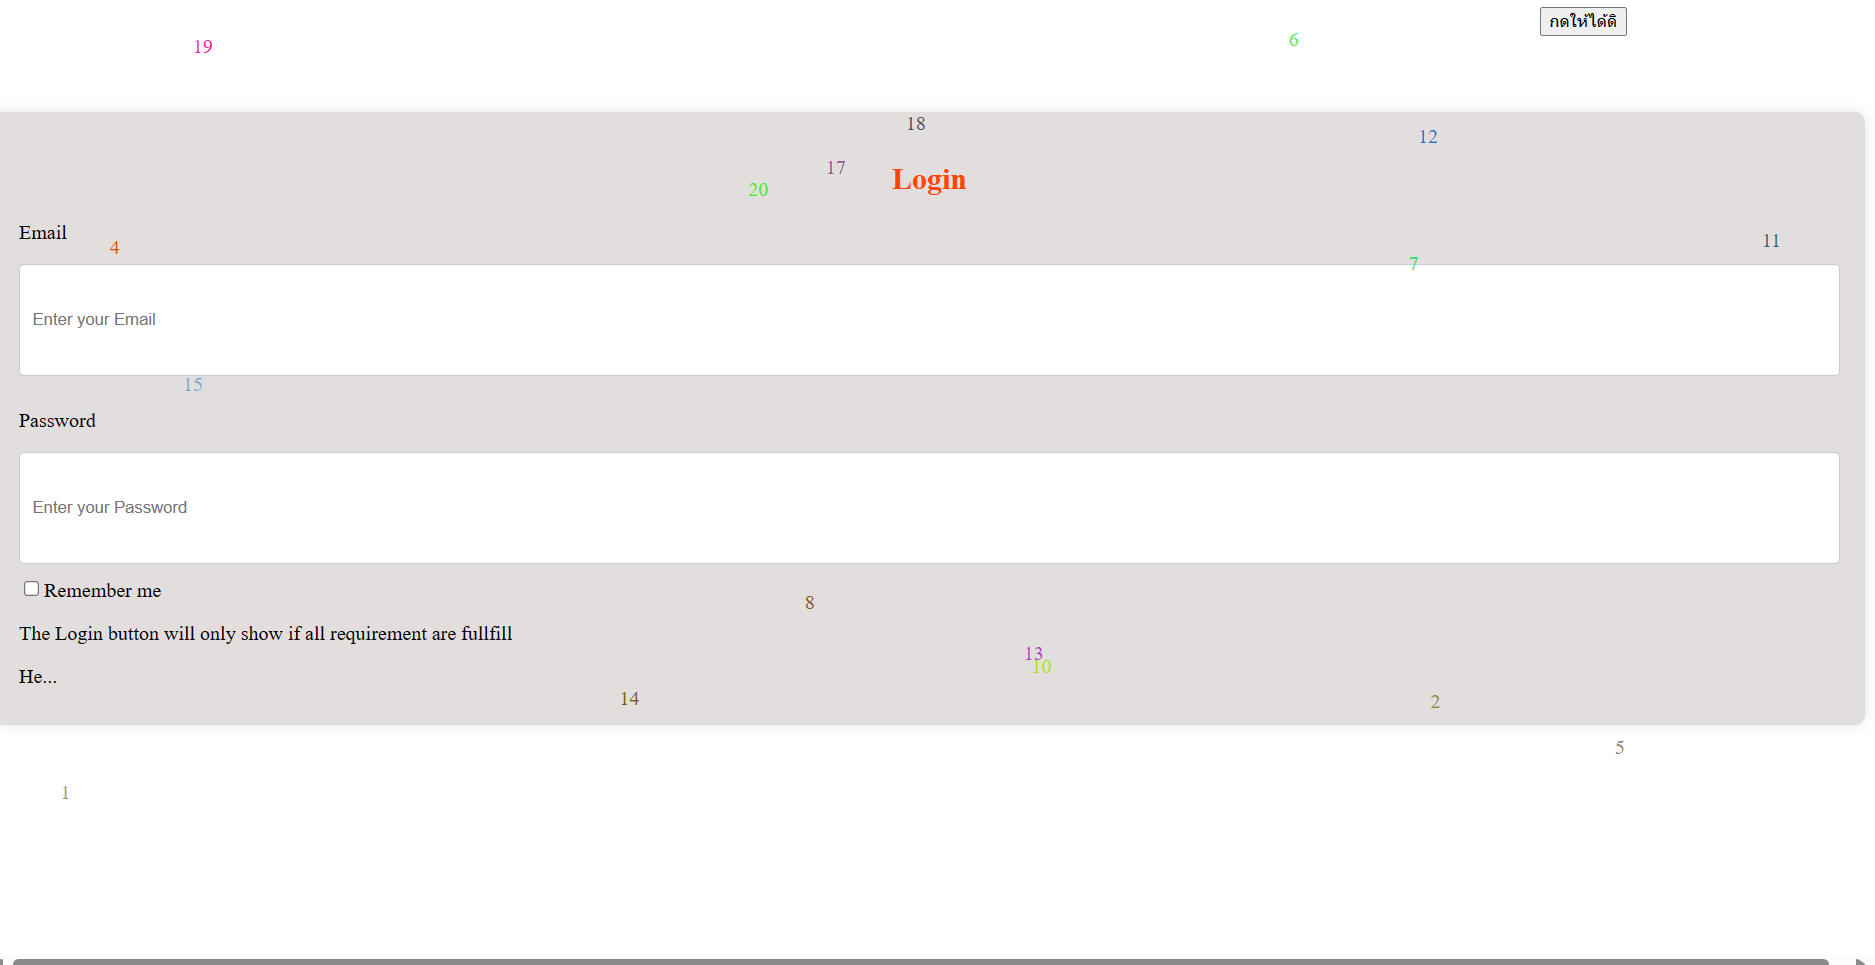 กดให้ได้ดิ
6
19
18
12
17
Login
20
Email
11
4
7
Enter your Email
15
Password
Enter your Password
Remember me
8
The Login button will only show if all requirement are fullfill
13
10
He...
14
2
5
1